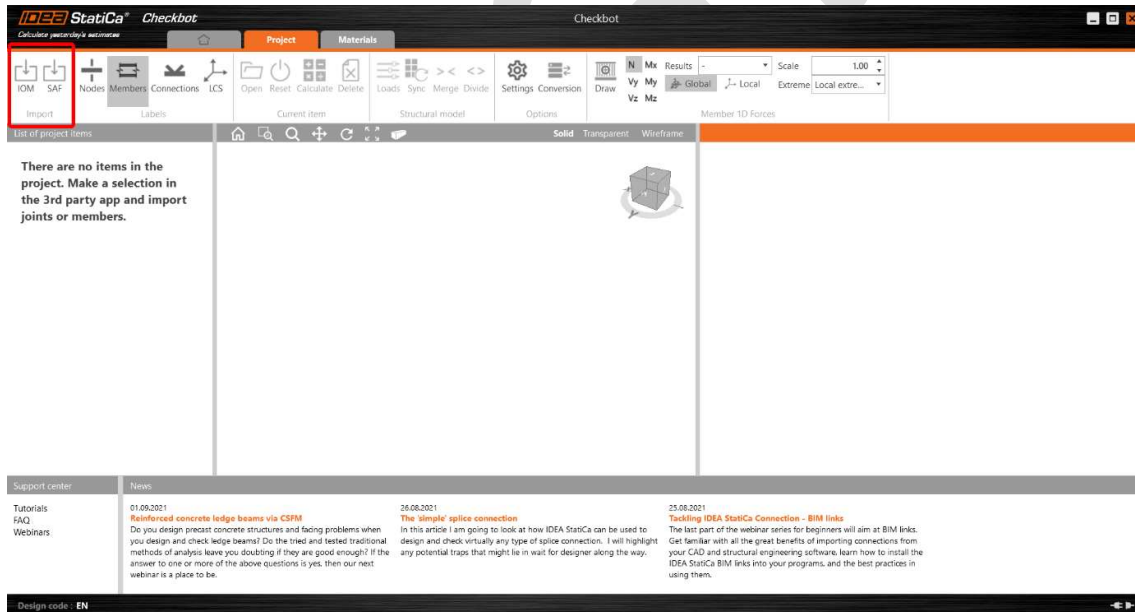 IDEA StatiCa® Checkbot
Checkbot
Calculate yesterday's estimates
Project Materials
IOM SAF Nodes Members Connections LCS Open Reset Calculate Delete Loads Sync Merge Divide Settings Conversion Draw
N Mx Results - Scale 1.00
Vy My Global Local Extreme Local extre...
Vz Mz
Import Labels Current item Structural model Options Member 1D Forces
List of project items Solid Transparent Wireframe
There are no items in the
project. Make a selection in
the 3rd party app and import
joints or members.
Support center News
Tutorials
FAQ
Webinars
01.09.2021
Reinforced concrete ledge beams via CSFM
Do you design precast concrete structures and facing problems when
you design and check ledge beams? Do the tried and tested traditional
methods of analysis leave you doubting if they are good enough? If the
answer to one or more of the above questions is yes, then our next
webinar is a place to be.
26.08.2021
The 'simple' splice connection
In this article I am going to look at how IDEA StatiCa can be used to
design and check virtually any type of splice connection. I will highlight
any potential traps that might lie in wait for designer along the way.
25.08.2021
Tackling IDEA StatiCa Connection - BIM links
The last part of the webinar series for beginners will aim at BIM links.
Get familiar with all the great benefits of importing connections from
your CAD and structural engineering software, learn how to install the
IDEA StatiCa BIM links into your programs, and the best practices in
using them.
Design code : EN